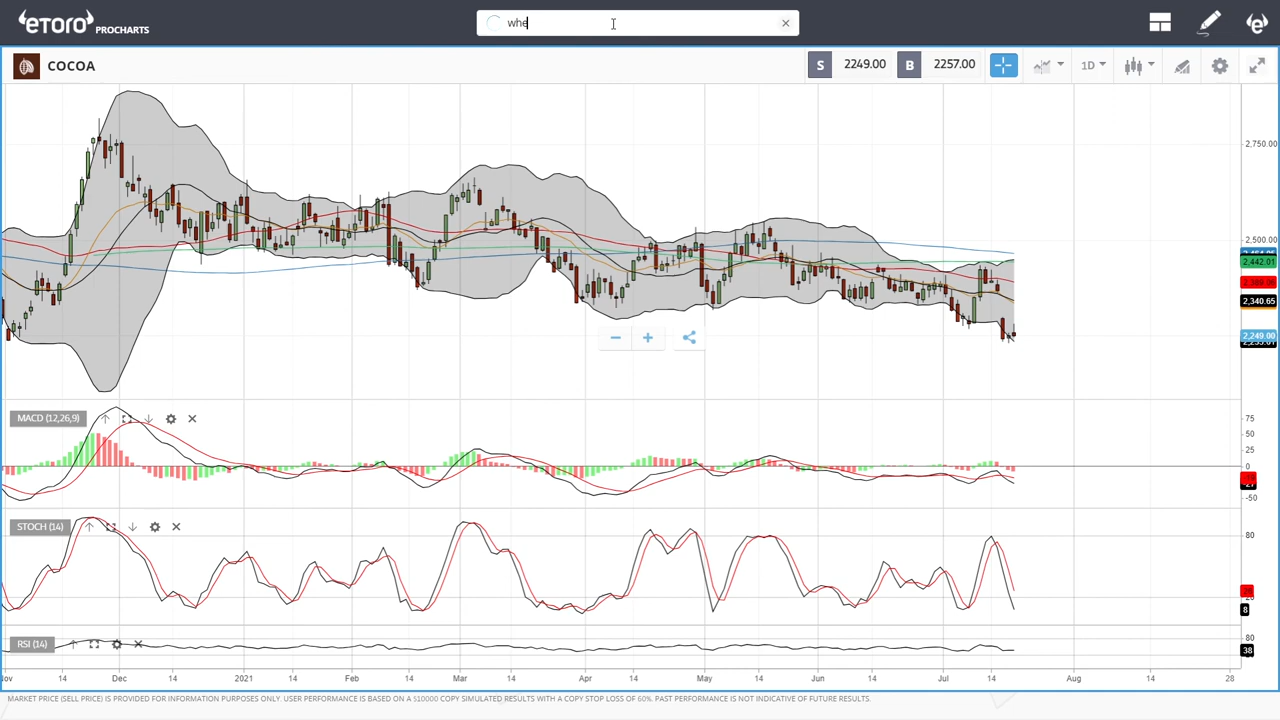 etoro PROCHARTS
whe
COCOA
S 2249.00 B 2257.00 1D
2,750.00
2,500.00
2,442.01
2,340.65
2,249.00
MACD (12,26,9)
75
50
25
0
-50
STOCH (14)
80
8
RSI (14)
80
38
Nov 14 Dec 14 2021 14 Feb 14 Mar 14 Apr 14 May 14 Jun 14 Jul 14 Aug 14 28
MARKET PRICE (SELL PRICE) IS PROVIDED FOR INFORMATION PURPOSES ONLY. USER PERFORMANCE IS BASED ON A $10000 COPY SIMULATED RESULTS WITH A COPY STOP LOSS OF 60%. PAST PERFORMANCE IS NOT INDICATIVE OF FUTURE RESULTS.